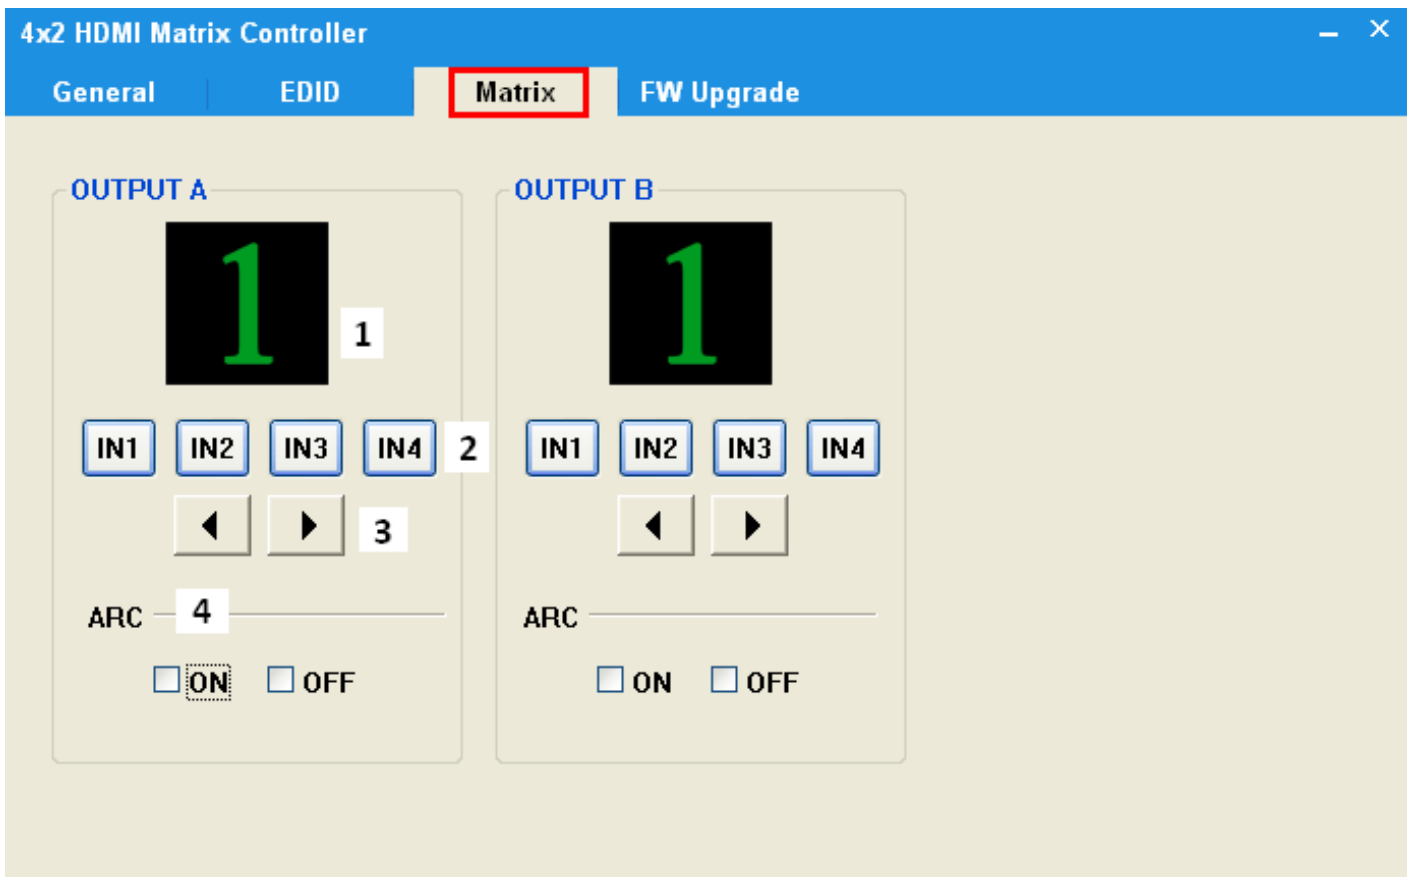 4x2 HDMI Matrix Controller
General EDID Matrix FW Upgrade
OUTPUT A OUTPUT B
1 1
1
IN1 IN2 IN3 IN4 2 IN1 IN2 IN3 IN4
3
ARC 4 ARC
ON OFF ON OFF